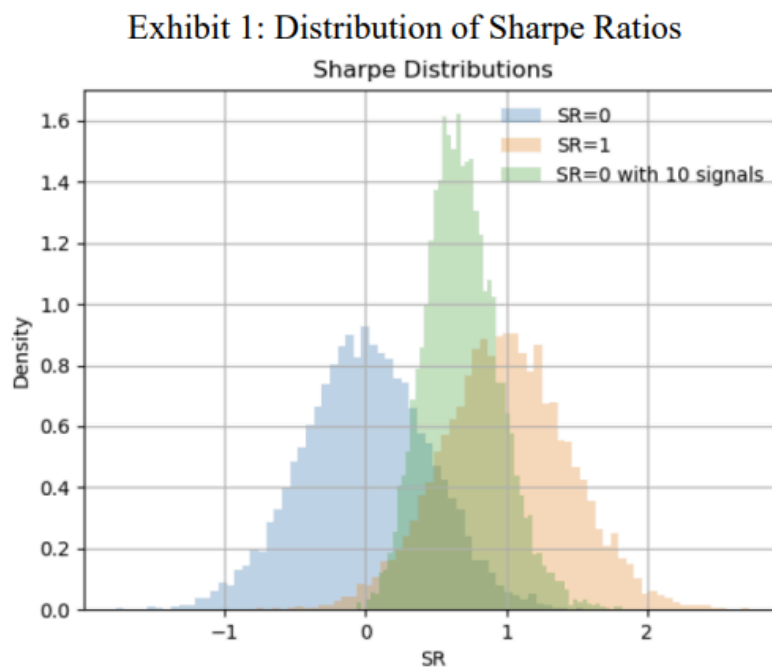 Exhibit 1: Distribution of Sharpe Ratios
Sharpe Distributions
SR=0
SR=1
SR=0 with 10 signals
1.6
1.4
1.2
1.0
0.8
0.6
0.4
0.2
0.0
Density
−1 0 1 2
SR